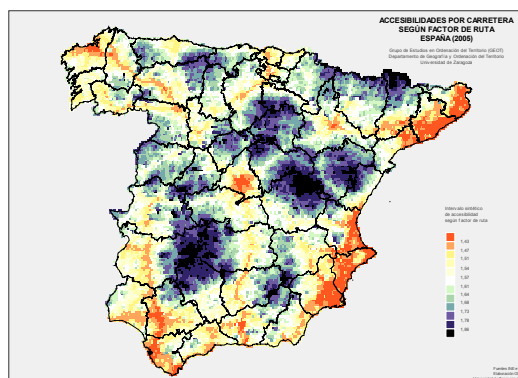 ACCESIBILIDADES POR CARRETERA
SEGÚN FACTOR DE RUTA
ESPAÑA (2005)
Grupo de Estudios en Ordenación del Territorio (GEOT)
Departamento de Geografía y Ordenación del Territorio
Universidad de Zaragoza
Intervalo sintético
de accesibilidad
según factor de ruta
1,43
1,47
1,51
1,54
1,57
1,61
1,64
1,68
1,73
1,78
1,86